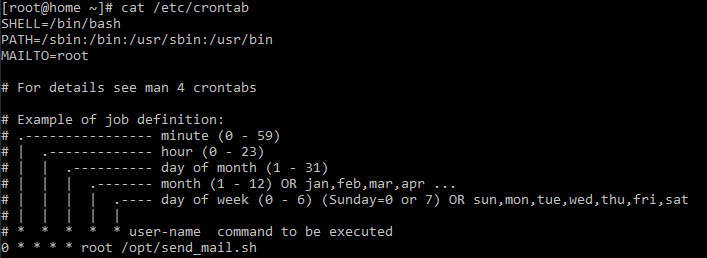 [root@home ~]# cat /etc/crontab
SHELL=/bin/bash
PATH=/sbin:/bin:/usr/sbin:/usr/bin
MAILTO=root
# For details see man 4 crontabs
# Example of job definition:
# .---------------- minute (0 - 59)
# |  .------------- hour (0 - 23)
# |  |  .---------- day of month (1 - 31)
# |  |  |  .------- month (1 - 12) OR jan,feb,mar,apr ...
# |  |  |  |  .---- day of week (0 - 6) (Sunday=0 or 7) OR sun,mon,tue,wed,thu,fri,sat
# |  |  |  |  |
# *  *  *  *  * user-name  command to be executed
0 * * * * root /opt/send_mail.sh